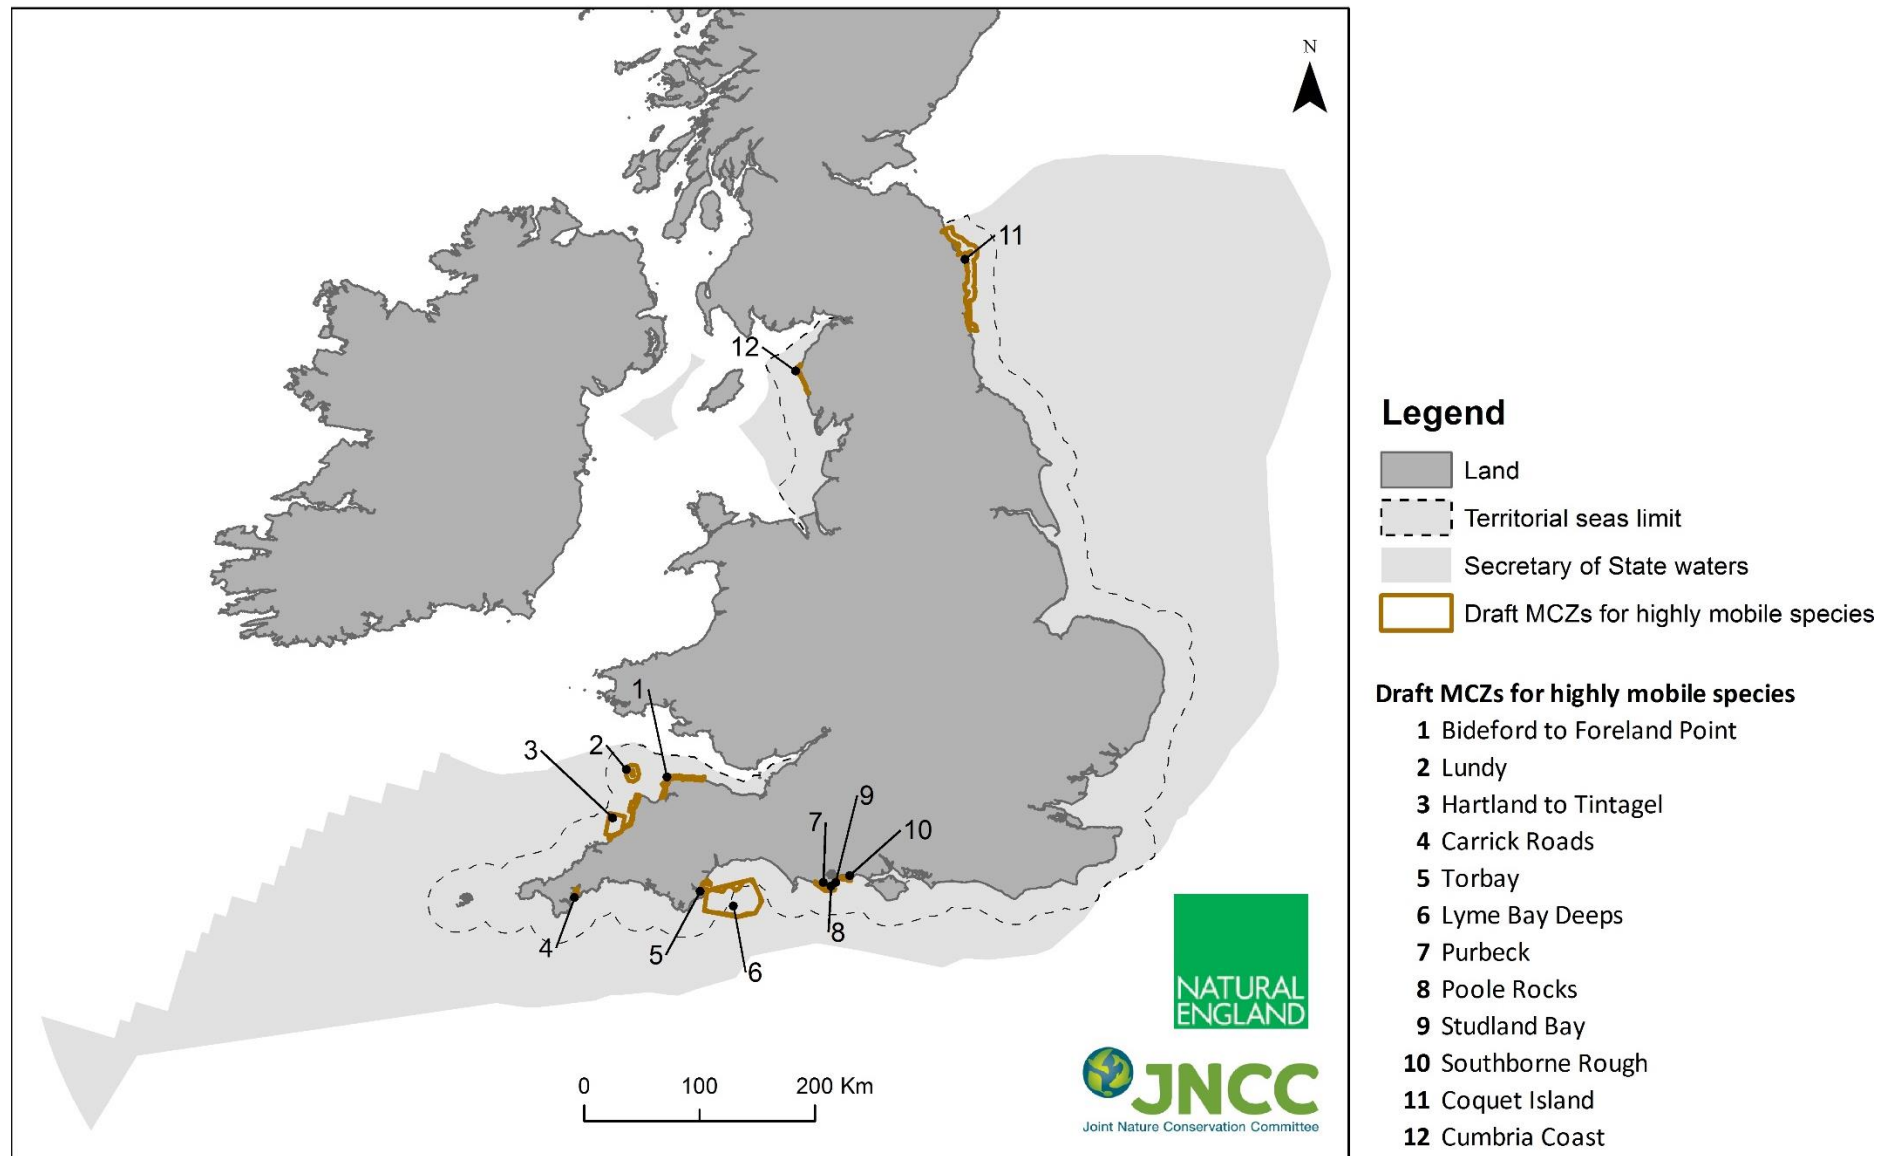 N
11
12
1
2
3
9
7
10
4
5
8
6
0 100 200 Km
NATURAL
ENGLAND
JNCC
Joint Nature Conservation Committee
Legend
Land
Territorial seas limit
Secretary of State waters
Draft MCZs for highly mobile species
Draft MCZs for highly mobile species
1 Bideford to Foreland Point
2 Lundy
3 Hartland to Tintagel
4 Carrick Roads
5 Torbay
6 Lyme Bay Deeps
7 Purbeck
8 Poole Rocks
9 Studland Bay
10 Southborne Rough
11 Coquet Island
12 Cumbria Coast